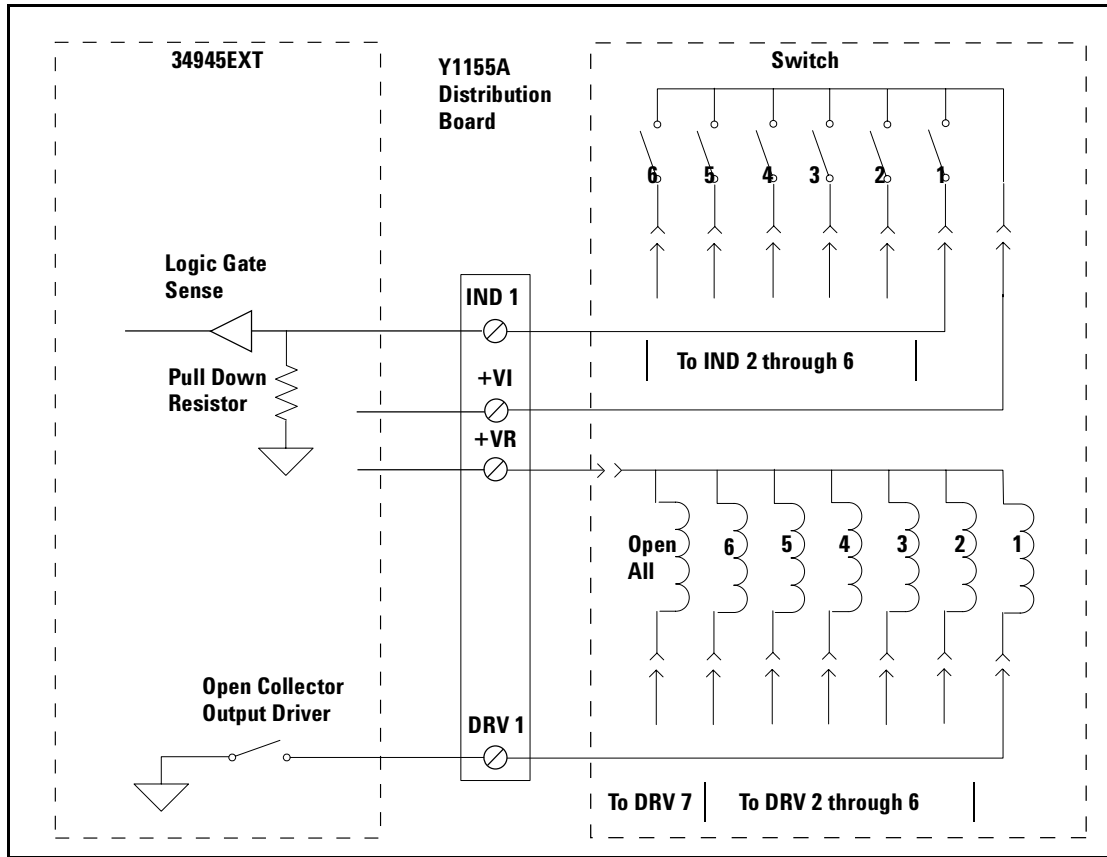 34945EXT
Y1155A
Distribution
Board
Switch
6 5 4 3 2 1
Logic Gate
Sense
IND 1
Pull Down
Resistor
To IND 2 through 6
+VI
+VR
Open
All
6 5 4 3 2 1
Open Collector
Output Driver
DRV 1
To DRV 7
To DRV 2 through 6